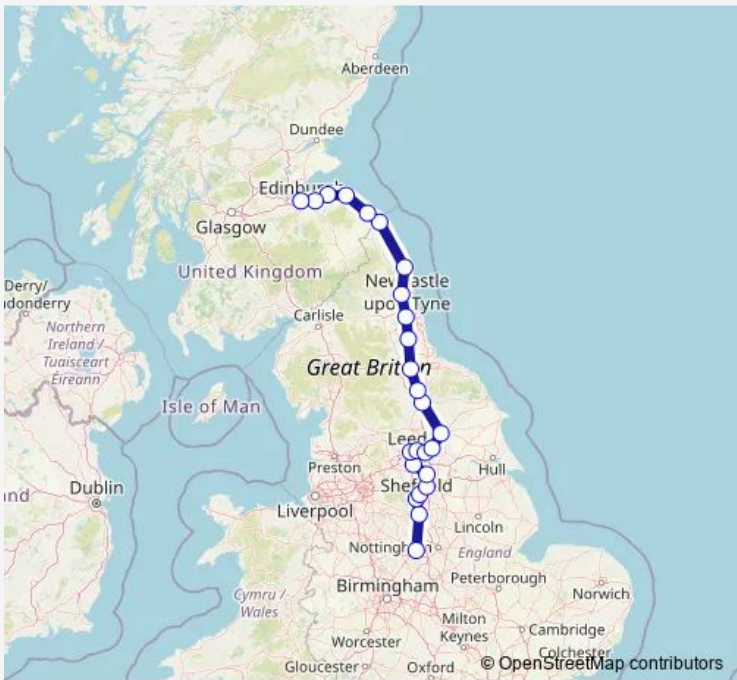 Aberdeen
Dundee
Edinburgh
Glasgow
United Kingdom
Derry/
Newcastle
upon Tyne
Carlisle
Northern
Ireland /
Tuaisceart
Éireann
Great Britain
Isle of Man
Leed
Preston
Hull
Dublin
Sheffield
Liverpool
Lincoln
Nottingham
England
Birmingham
Peterborough
Norwich
Cymru /
Wales
Milton
Keynes
Cambridge
Worcester
Colchester
Gloucester
Oxford
© OpenStreetMap contributors